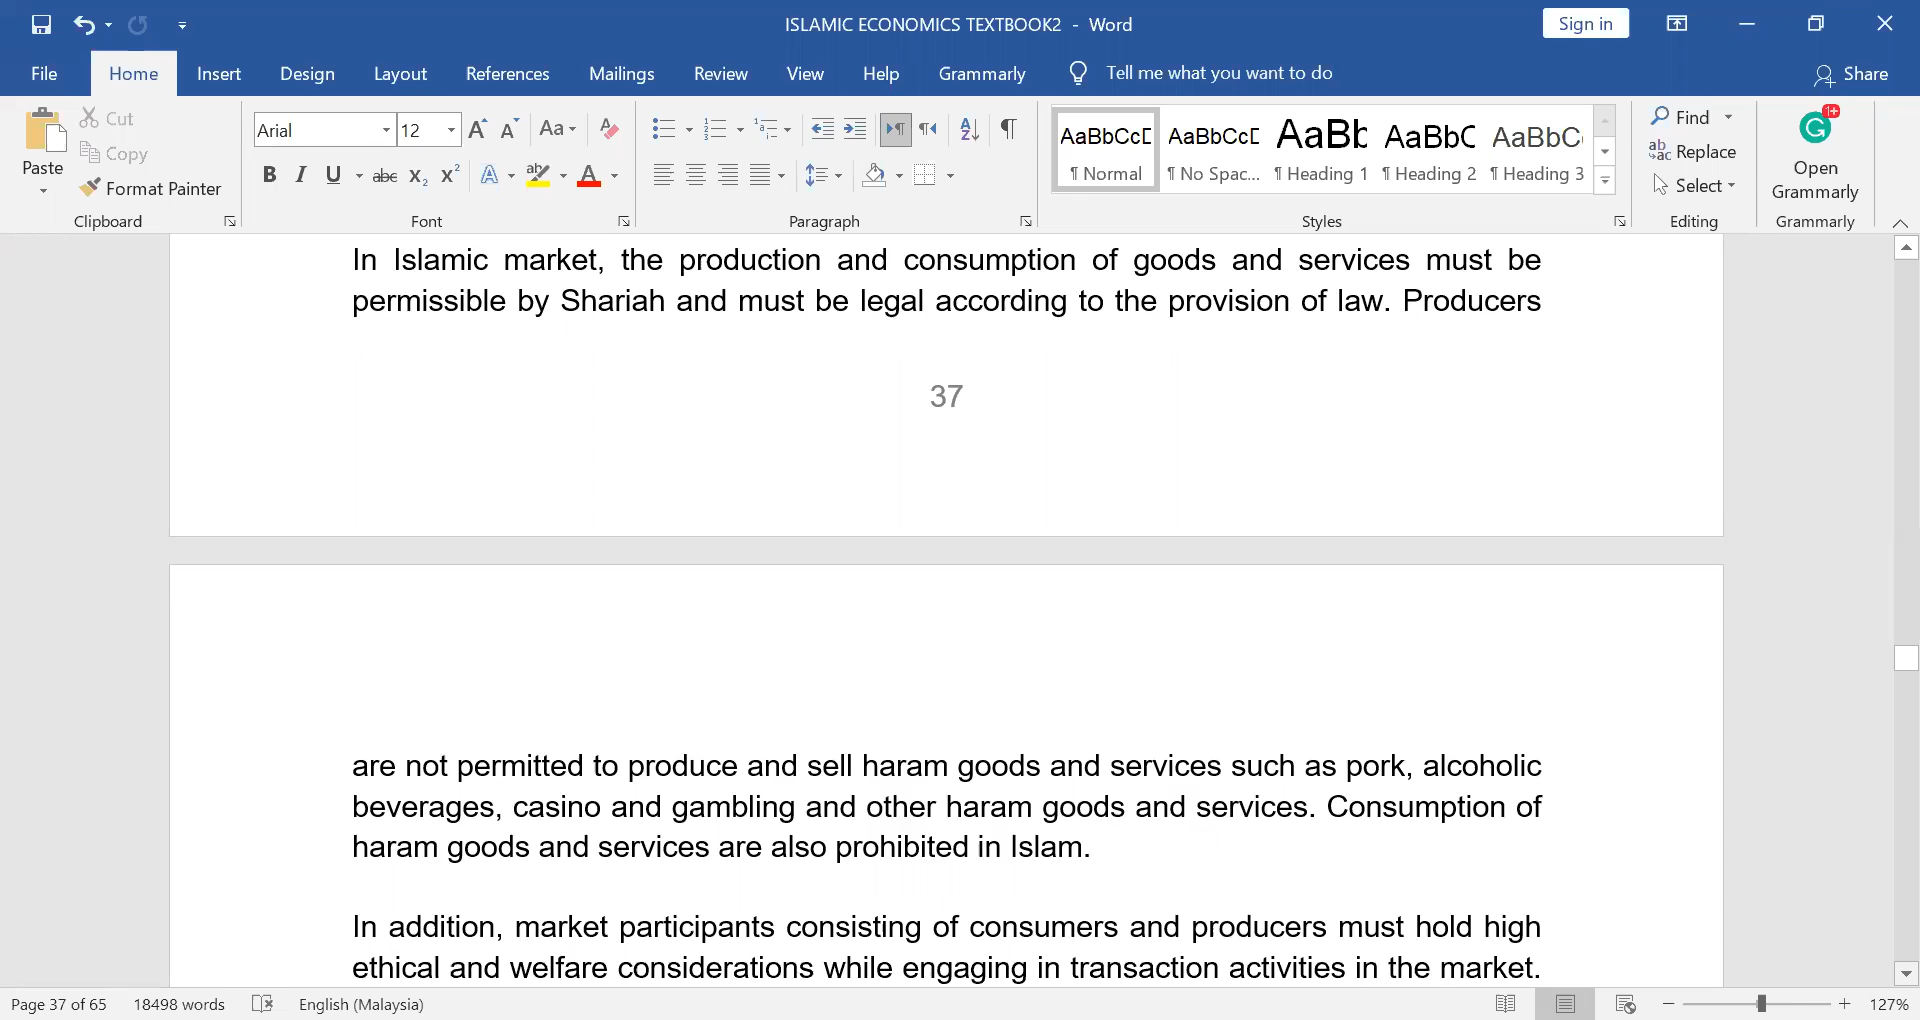 ISLAMIC ECONOMICS TEXTBOOK2 - Word
Sign in
File Home Insert Design Layout References Mailings Review View Help Grammarly Tell me what you want to do Share
Paste
Cut
Copy
Format Painter
Clipboard
Arial 12
Aa
B I U abc X2 X2 A ab A
Font
Paragraph
AaBbCcD AaBbCcD AaBb AaBbC AaBbC
¶ Normal ¶ No Spac... ¶ Heading 1 ¶ Heading 2 ¶ Heading 3
Styles
Find
Replace
Select
Editing
1+
Open
Grammarly
Grammarly
In Islamic market, the production and consumption of goods and services must be
permissible by Shariah and must be legal according to the provision of law. Producers
37
are not permitted to produce and sell haram goods and services such as pork, alcoholic
beverages, casino and gambling and other haram goods and services. Consumption of
haram goods and services are also prohibited in Islam.
In addition, market participants consisting of consumers and producers must hold high
ethical and welfare considerations while engaging in transaction activities in the market.
Page 37 of 65 18498 words English (Malaysia) 127%